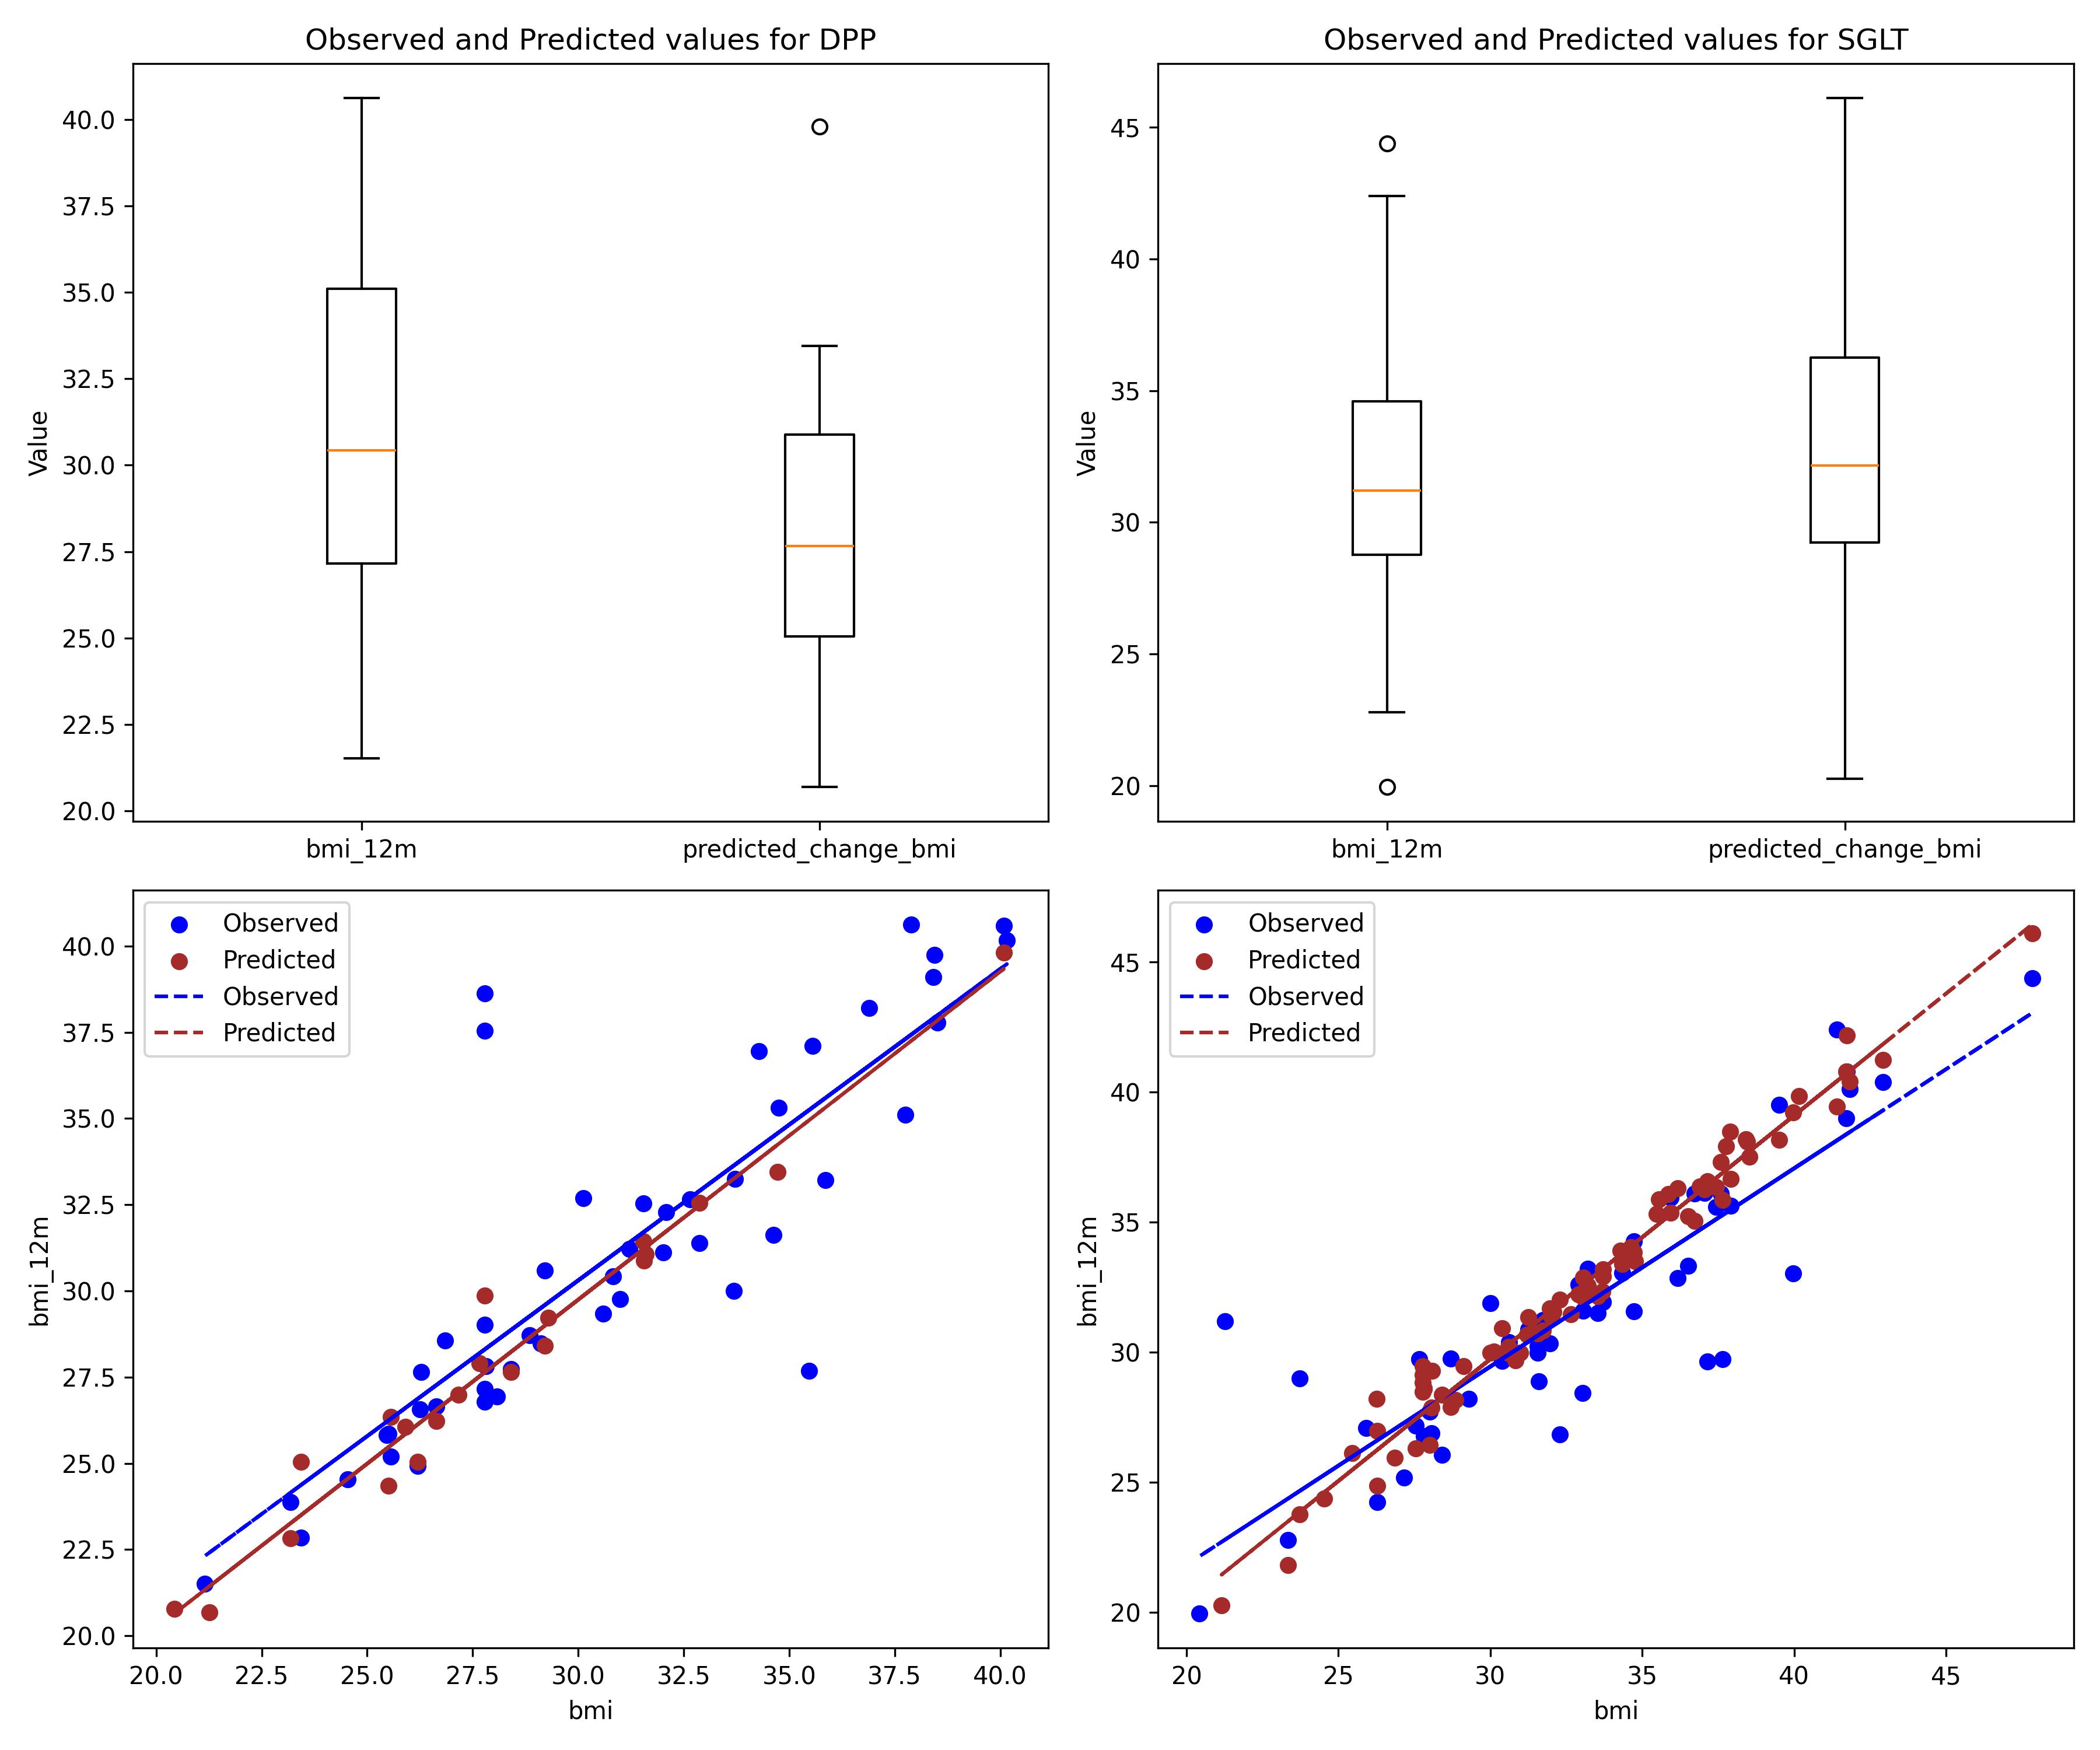 Observed and Predicted values for DPP
Value
40.0
37.5
35.0
32.5
30.0
27.5
25.0
22.5
20.0
bmi_12m
predicted_change_bmi
Observed and Predicted values for SGLT
Value
45
40
35
30
25
20
bmi_12m
predicted_change_bmi
Observed
Predicted
Observed
Predicted
bmi_12m
40.0
37.5
35.0
32.5
30.0
27.5
25.0
22.5
20.0
20.0 22.5 25.0 27.5 30.0 32.5 35.0 37.5 40.0
bmi
Observed
Predicted
Observed
Predicted
bmi_12m
45
40
35
30
25
20
20 25 30 35 40 45
bmi